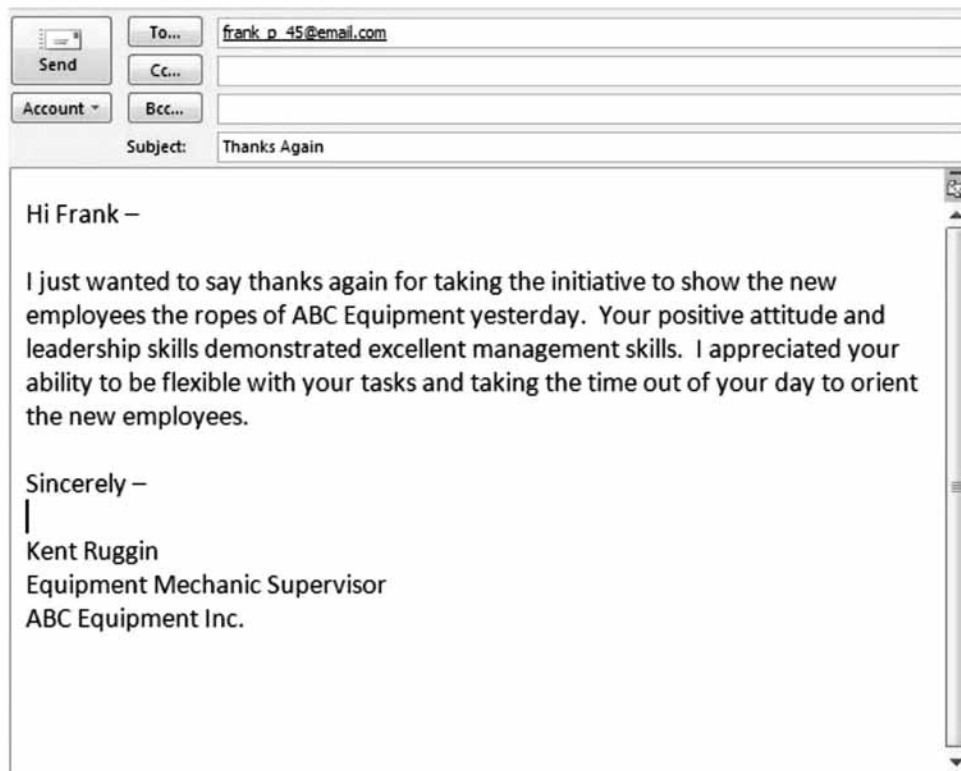 To...
frank_p_45@email.com
Send
Cc...
Account
Bcc...
Subject:
Thanks Again
Hi Frank –
I just wanted to say thanks again for taking the initiative to show the new
employees the ropes of ABC Equipment yesterday.  Your positive attitude and
leadership skills demonstrated excellent management skills.  I appreciated your
ability to be flexible with your tasks and taking the time out of your day to orient
the new employees.
Sincerely –
Kent Ruggin
Equipment Mechanic Supervisor
ABC Equipment Inc.